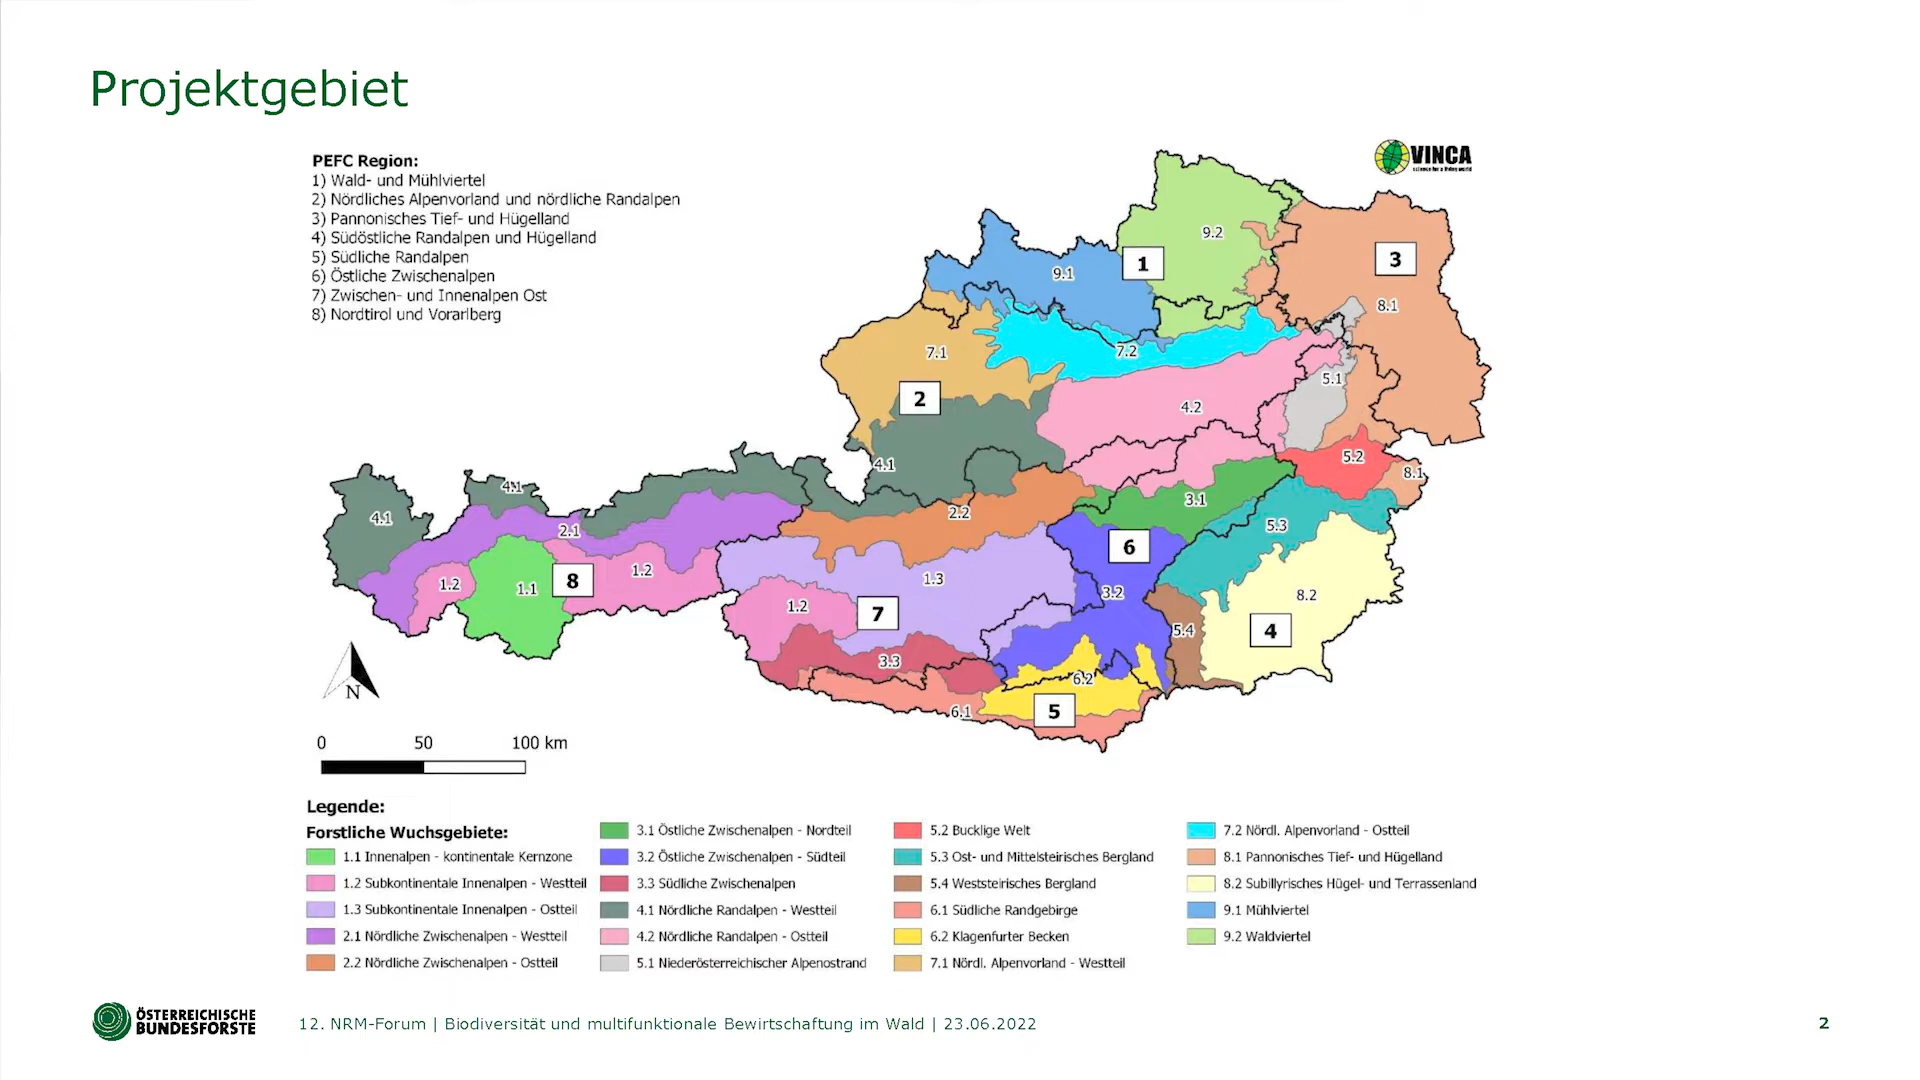 Projektgebiet
PEFC Region:
1) Wald- und Mühlviertel
2) Nördliches Alpenvorland und nördliche Randalpen
3) Pannonisches Tief- und Hügelland
4) Südöstliche Randalpen und Hügelland
5) Südliche Randalpen
6) Östliche Zwischenalpen
7) Zwischen- und Innenalpen Ost
8) Nordtirol und Vorarlberg
VINCA
science for a living world
9.2
1
3
9.1
8.1
7.1
7.2
5.1
2
4.2
4.1
5.2
8.1
4.1
3.1
4.1
2.2
5.3
2.1
6
1.2
1.1
8
1.2
1.3
3.2
8.2
1.2
7
5.4
4
3.3
6.2
6.1
5
N
0 50 100 km
Legende:
Forstliche Wuchsgebiete:
1.1 Innenalpen - kontinentale Kernzone
1.2 Subkontinentale Innenalpen - Westteil
1.3 Subkontinentale Innenalpen - Ostteil
2.1 Nördliche Zwischenalpen - Westteil
2.2 Nördliche Zwischenalpen - Ostteil
3.1 Östliche Zwischenalpen - Nordteil
3.2 Östliche Zwischenalpen - Südteil
3.3 Südliche Zwischenalpen
4.1 Nördliche Randalpen - Westteil
4.2 Nördliche Randalpen - Ostteil
5.1 Niederösterreichischer Alpenostrand
5.2 Bucklige Welt
5.3 Ost- und Mittelsteirisches Bergland
5.4 Weststeirisches Bergland
6.1 Südliche Randgebirge
6.2 Klagenfurter Becken
7.1 Nördl. Alpenvorland - Westteil
7.2 Nördl. Alpenvorland - Ostteil
8.1 Pannonisches Tief- und Hügelland
8.2 Subillyrisches Hügel- und Terrassenland
9.1 Mühlviertel
9.2 Waldviertel
ÖSTERREICHISCHE
BUNDESFORSTE
12. NRM-Forum | Biodiversität und multifunktionale Bewirtschaftung im Wald | 23.06.2022
2